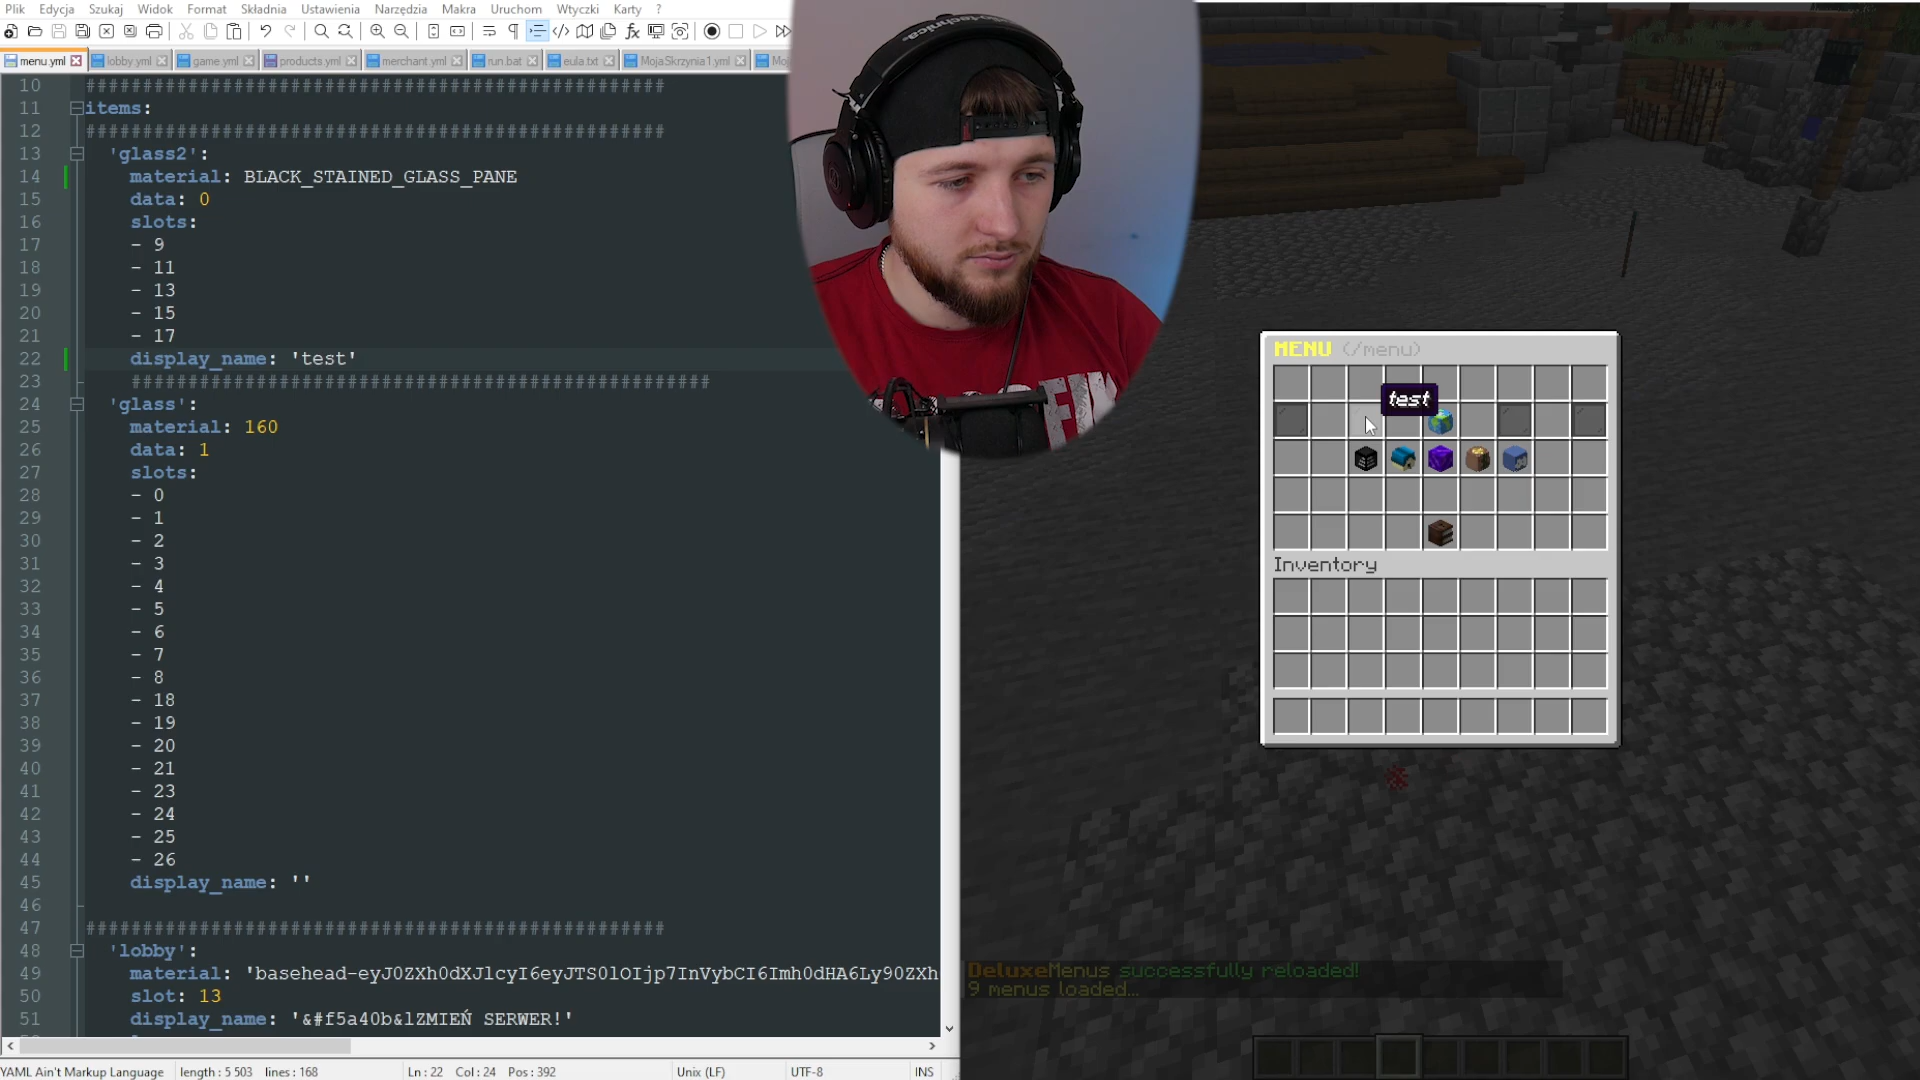 Plik Edycja Szukaj Widok Format Składnia Ustawienia Narzędzia Makra Uruchom Wtyczki Karty ?
menu.yml lobby.yml game.yml products.yml merchant.yml run.bat eula.txt MojaSkrzynia1.yml
10 ###################################################
11 items:
12 ###################################################
13 'glass2':
14 material: BLACK_STAINED_GLASS_PANE
15 data: 0
16 slots:
17 - 9
18 - 11
19 - 13
20 - 15
21 - 17
22 display_name: 'test'
23 ###################################################
24 'glass':
25 material: 160
26 data: 1
27 slots:
28 - 0
29 - 1
30 - 2
31 - 3
32 - 4
33 - 5
34 - 6
35 - 7
36 - 8
37 - 18
38 - 19
39 - 20
40 - 21
41 - 23
42 - 24
43 - 25
44 - 26
45 display_name: ''
46
47 ###################################################
48 'lobby':
49 material: 'basehead-eyJ0ZXh0dXJlcyI6eyJTS0lOIjp7InVybCI6Imh0dHA6Ly90ZXh
50 slot: 13
51 display_name: '&#f5a40b&lZMIEŃ SERWER!'
YAML Ain't Markup Language length : 5 503 lines : 168 Ln : 22 Col : 24 Pos : 392 Unix (LF) UTF-8 INS
MENU (/menu)
test
Inventory
DeluxeMenus successfully reloaded!
9 menus loaded...